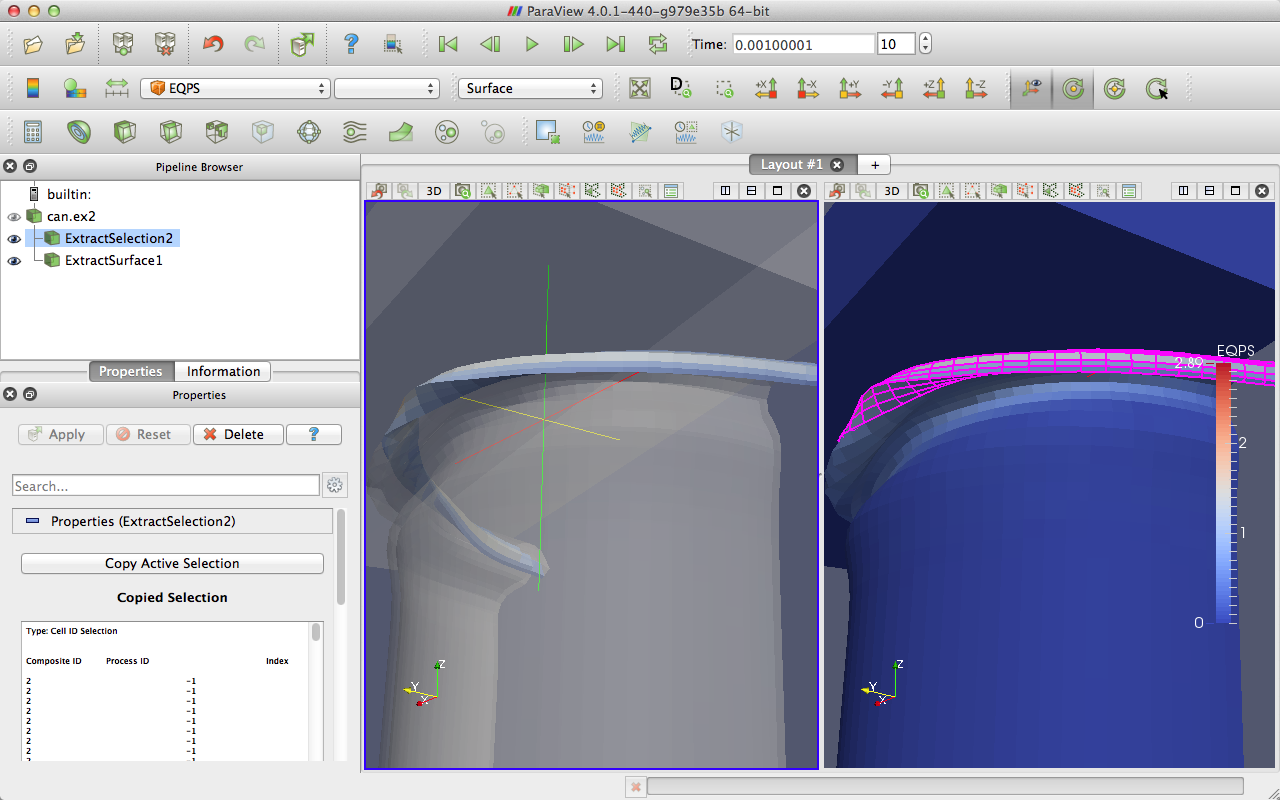 ParaView 4.0.1-440-g979e35b 64-bit
Time: 0.00100001 10
EQPS Surface D +X -X +Y -Y +Z -Z
Pipeline Browser
Layout #1 +
builtin:
can.ex2
ExtractSelection2
ExtractSurface1
3D 3D
Properties Information
Properties
Apply Reset Delete ?
Search...
Properties (ExtractSelection2)
Copy Active Selection
Copied Selection
Type: Cell ID Selection
Composite ID Process ID Index
2 -1
2 -1
2 -1
2 -1
2 -1
2 -1
2 -1
2 -1
2 -1
Z
Y
X
EQPS
2.89
2
1
0
Z
Y
X